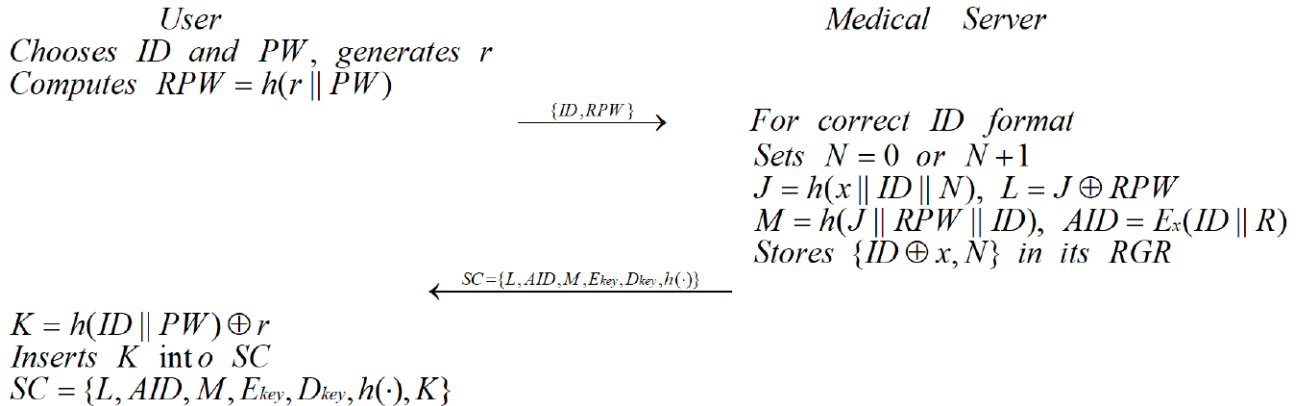 User
Medical Server
Chooses ID and PW, generates r
Computes RPW = h(r || PW)
{ID,RPW}
For correct ID format
Sets N = 0 or N + 1
J = h(x || ID || N), L = J ⊕ RPW
M = h(J || RPW || ID), AID = Ex(ID || R)
Stores {ID ⊕ x, N} in its RGR
SC={L,AID,M,Ekey,Dkey,h(·)}
K = h(ID || PW) ⊕ r
Inserts K into SC
SC = {L, AID, M, Ekey, Dkey, h(·), K}